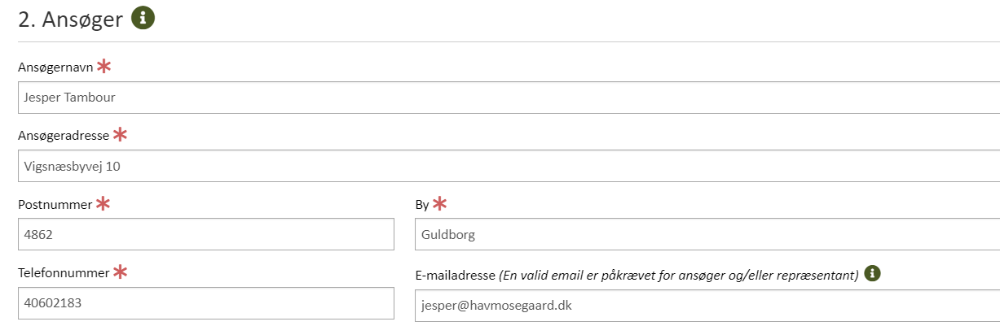 2. Ansøger
Ansøgernavn *
Jesper Tambour
Ansøgeradresse *
Vigsnæsbyvej 10
Postnummer *
4862
By *
Guldborg
Telefonnummer *
40602183
E-mailadresse (En valid email er påkrævet for ansøger og/eller repræsentant)
jesper@havmosegaard.dk